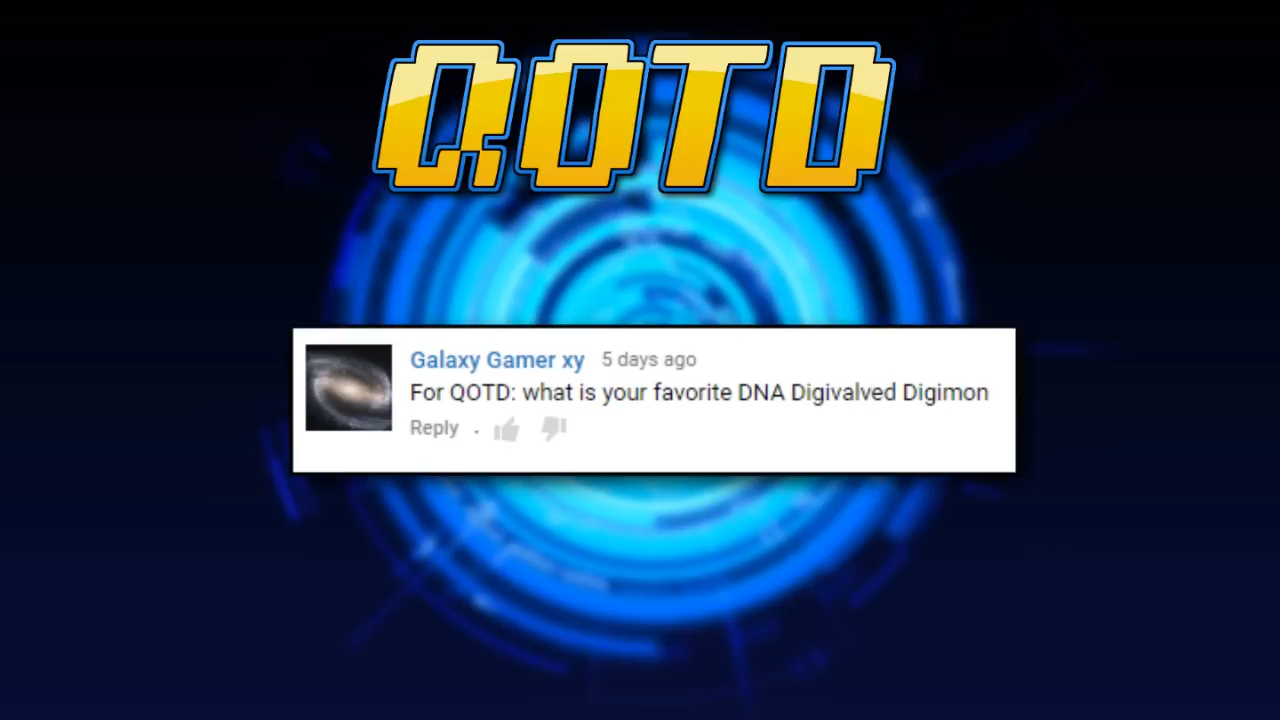 QOTD
Galaxy Gamer xy 5 days ago
For QOTD: what is your favorite DNA Digivalved Digimon
Reply .